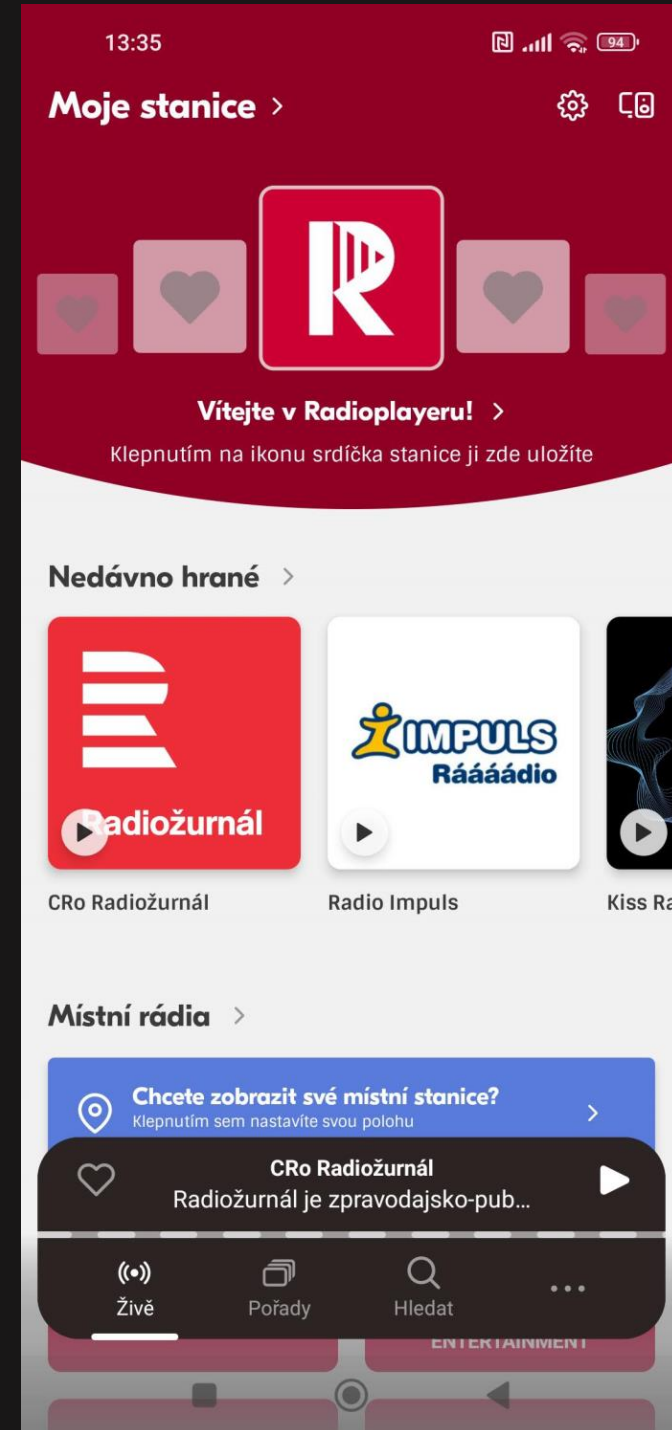 13:35
94
Moje stanice
Vítejte v Radioplayeru!
Klepnutím na ikonu srdíčka stanice ji zde uložíte
Nedávno hrané
Radiožurnál
IMPULS
Ráááádio
CRo Radiožurnál
Radio Impuls
Kiss
Místní rádia
Chcete zobrazit své místní stanice?
Klepnutím sem nastavíte svou polohu
CRo Radiožurnál
Radiožurnál je zpravodajsko-pub...
Živě
Pořady
Hledat
ENTERTAINMENT